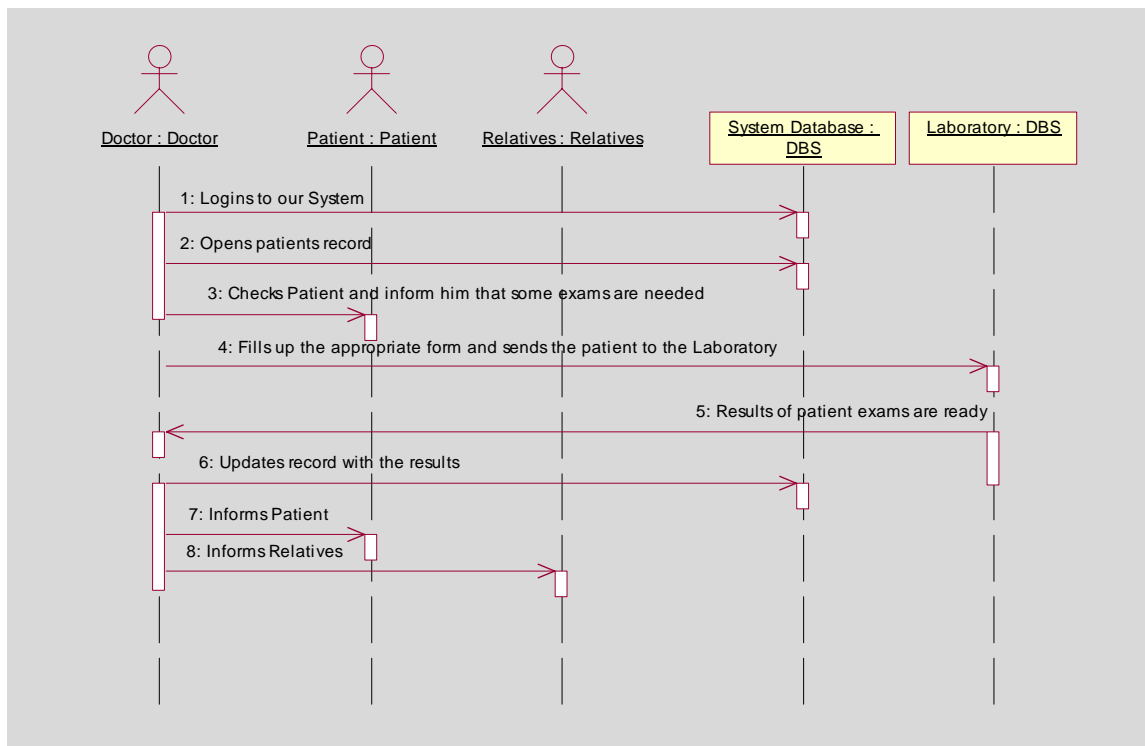 Doctor : Doctor
Patient : Patient
Relatives : Relatives
System Database :
DBS
Laboratory : DBS
1: Logins to our System
2: Opens patients record
3: Checks Patient and inform him that some exams are needed
4: Fills up the appropriate form and sends the patient to the Laboratory
5: Results of patient exams are ready
6: Updates record with the results
7: Informs Patient
8: Informs Relatives